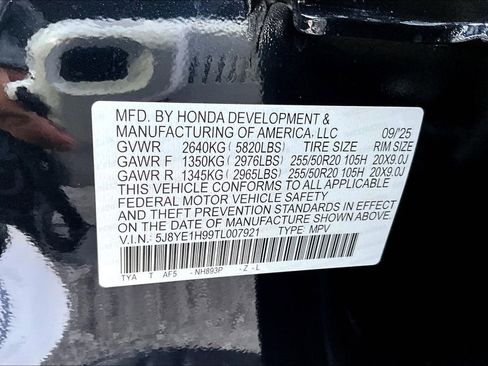 MFD. BY HONDA DEVELOPMENT &
MANUFACTURING OF AMERICA, LLC 09/25
GVWR 2640KG (5820LBS) TIRE SIZE RIM SIZE
GAWR F 1350KG (2976LBS) 255/50R20 105H 20X9.0J
GAWR R 1345KG (2965LBS) 255/50R20 105H 20X9.0J
THIS VEHICLE CONFORMS TO ALL APPLICABLE
FEDERAL MOTOR VEHICLE SAFETY
AND THEFT PREVENTION STANDARDS IN EFFECT
ON THE DATE OF MANUFACTURE SHOWN ABOVE.
V.I.N.: 5J8YE1H99TL007921 TYPE: MPV
TYA T AF5 -NH893P -Z-L